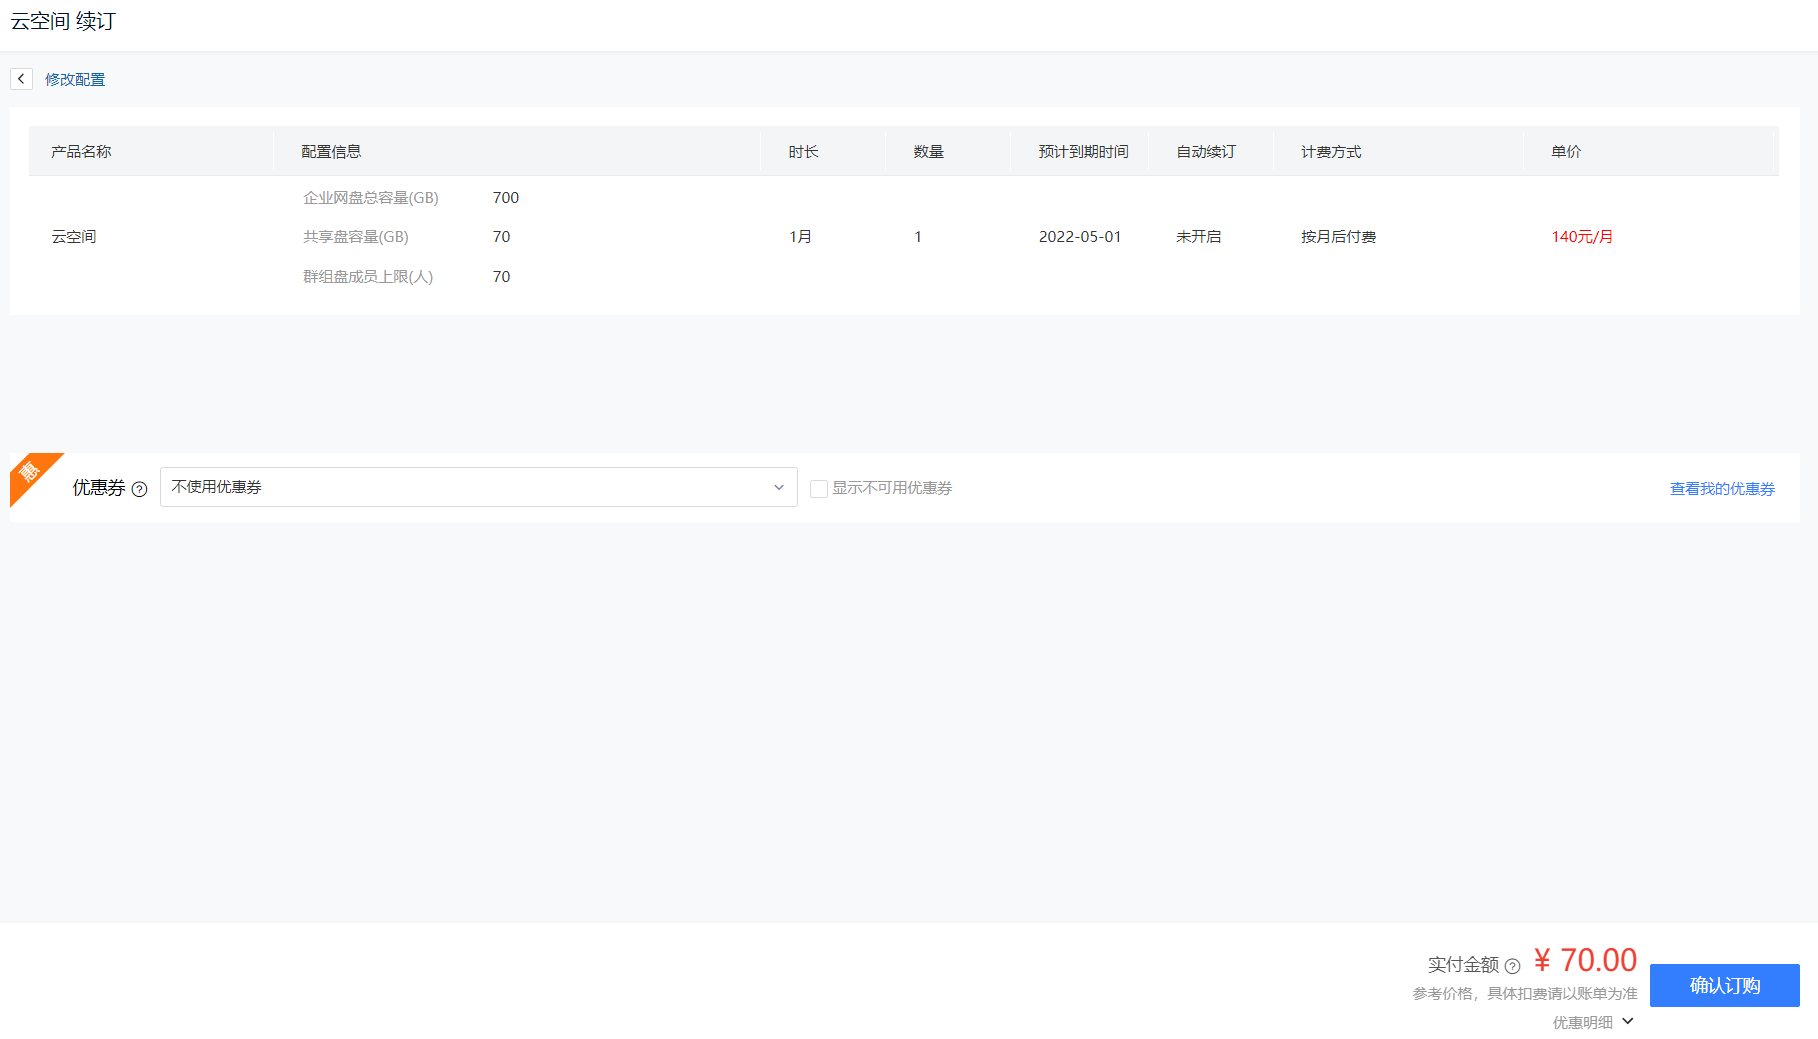 云空间 续订
修改配置
产品名称 配置信息 时长 数量 预计到期时间 自动续订 计费方式 单价
企业网盘总容量(GB) 700
云空间 共享盘容量(GB) 70 1月 1 2022-05-01 未开启 按月后付费 140元/月
群组盘成员上限(人) 70
惠
优惠券 ? 不使用优惠券 显示不可用优惠券 查看我的优惠券
实付金额 ? ¥ 70.00
确认订购
参考价格，具体扣费请以账单为准
优惠明细